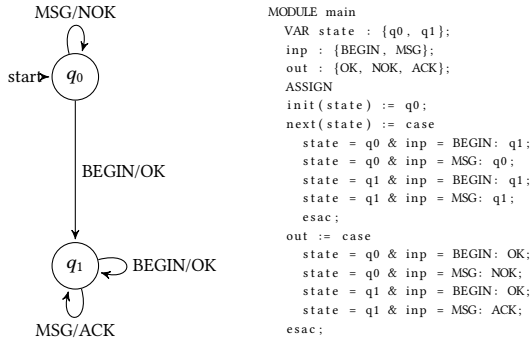 MSG/NOK
start
q0
BEGIN/OK
q1
BEGIN/OK
MSG/ACK
MODULE main
VAR state : {q0, q1};
inp : {BEGIN, MSG};
out : {OK, NOK, ACK};
ASSIGN
init(state) := q0;
next(state) := case
state = q0 & inp = BEGIN: q1;
state = q0 & inp = MSG: q0;
state = q1 & inp = BEGIN: q1;
state = q1 & inp = MSG: q1;
esac;
out := case
state = q0 & inp = BEGIN: OK;
state = q0 & inp = MSG: NOK;
state = q1 & inp = BEGIN: OK;
state = q1 & inp = MSG: ACK;
esac;